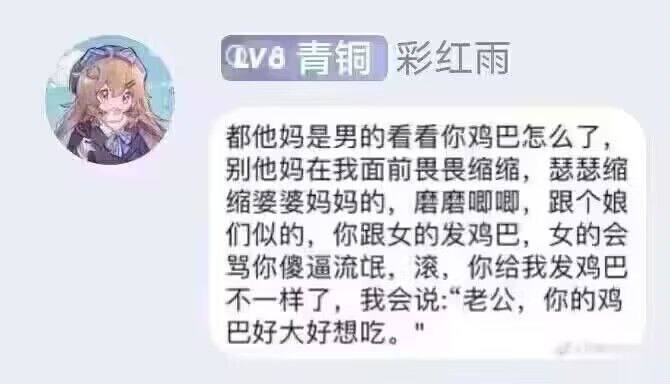 LV6 青铜 彩红雨
都他妈是男的看看你鸡巴怎么了，
别他妈在我面前畏畏缩缩，瑟瑟缩
缩婆婆妈妈的，磨磨唧唧，跟个娘
们似的，你跟女的发鸡巴，女的会
骂你傻逼流氓，滚，你给我发鸡巴
不一样了，我会说:“老公，你的鸡
巴好大好想吃。"